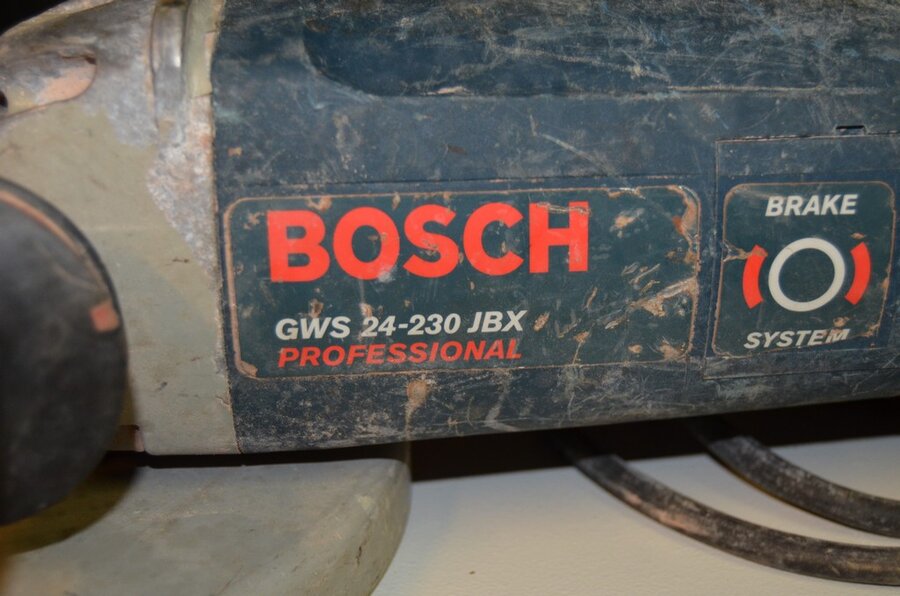 BOSCH
GWS 24-230 JBX
PROFESSIONAL
BRAKE
SYSTEM